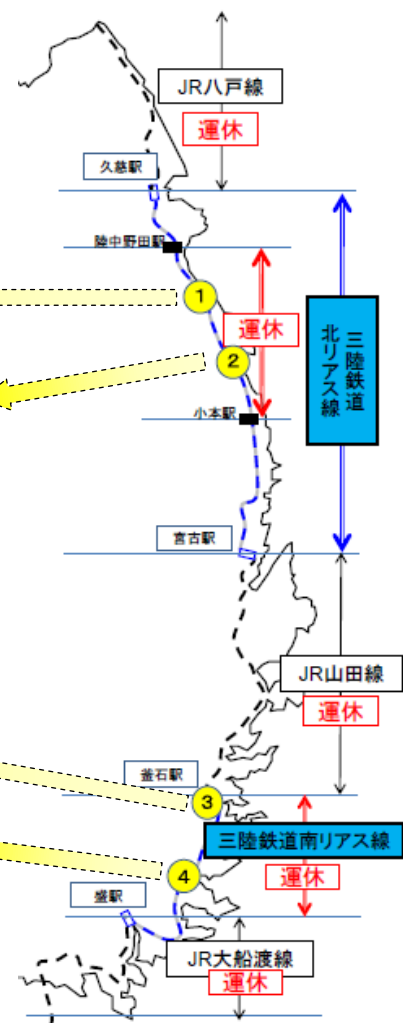 JR八戸線
運休
久慈駅
陸中野田駅
1
運休
三陸鉄道
北リアス線
2
小本駅
宮古駅
JR山田線
運休
釜石駅
3
三陸鉄道南リアス線
4
運休
盛駅
JR大船渡線
運休